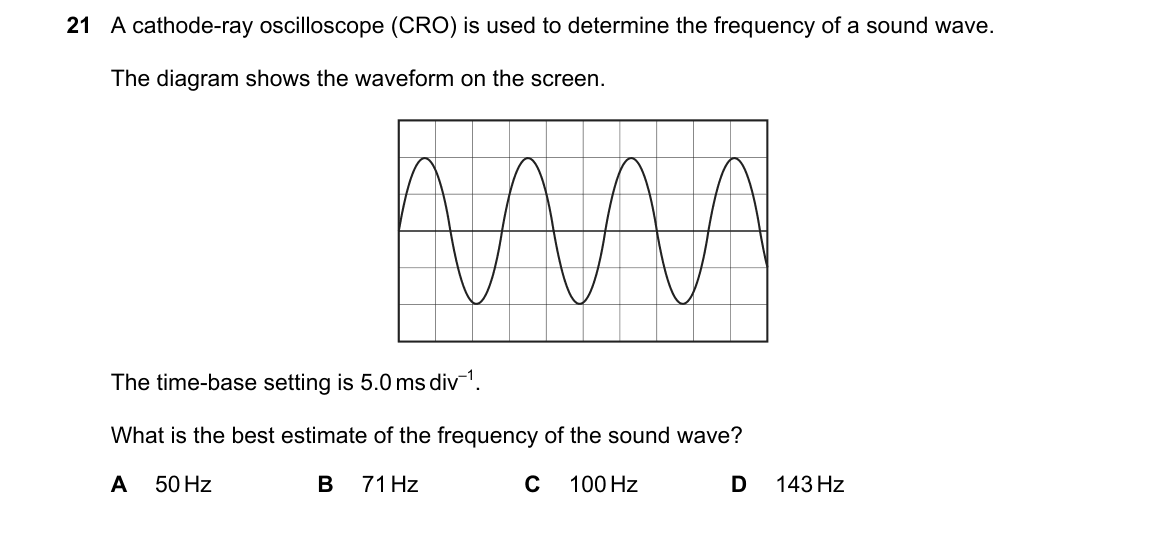 21 A cathode-ray oscilloscope (CRO) is used to determine the frequency of a sound wave.
The diagram shows the waveform on the screen.
The time-base setting is 5.0 ms div⁻¹.
What is the best estimate of the frequency of the sound wave?
A 50 Hz B 71 Hz C 100 Hz D 143 Hz